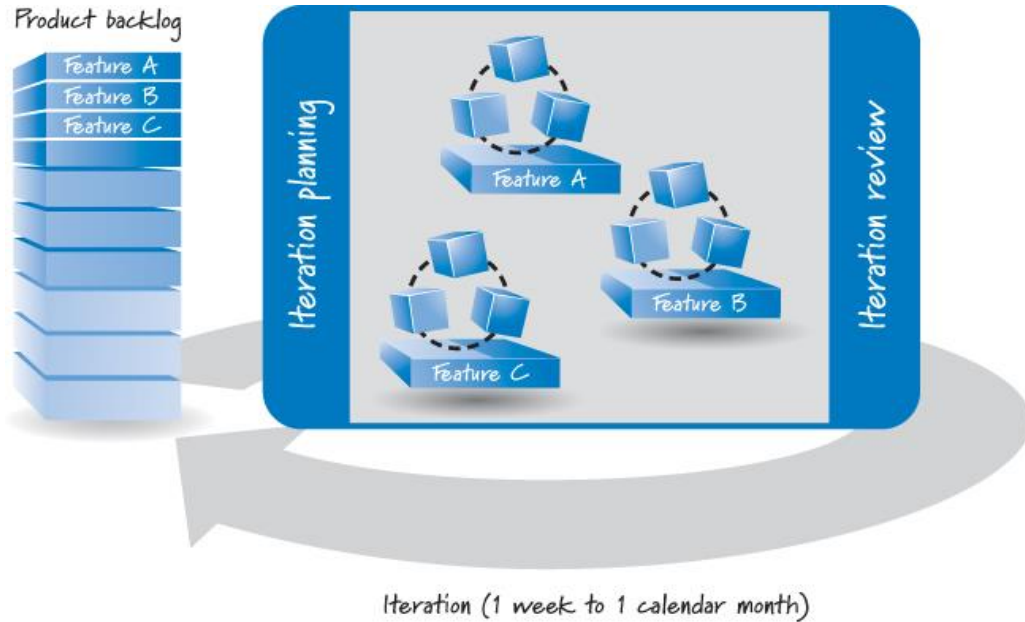 Product backlog
Feature A
Feature B
Feature C
Iteration planning
Feature A
Feature B
Feature C
Iteration review
Iteration (1 week to 1 calendar month)